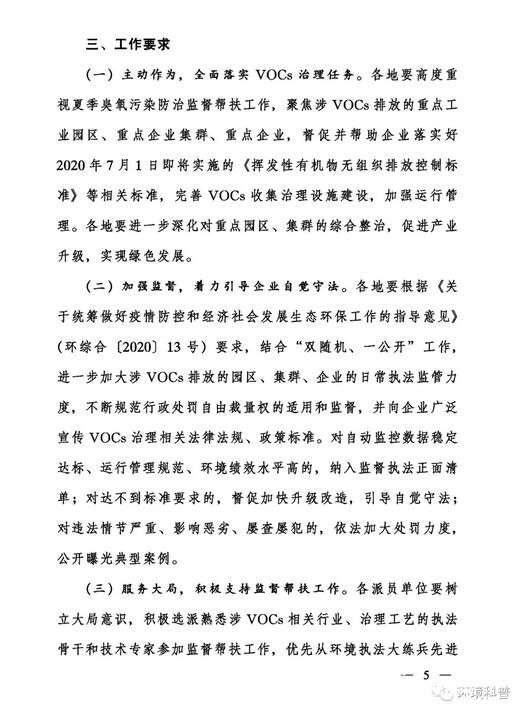 三、工作要求
(一)主动作为，全面落实 VOCs 治理任务。各地要高度重
视夏季臭氧污染防治监督帮扶工作，聚焦涉 VOCs 排放的重点工
业园区、重点企业集群、重点企业，督促并帮助企业落实好
2020 年 7 月 1 日即将实施的《挥发性有机物无组织排放控制标
准》等相关标准，完善 VOCs 收集治理设施建设，加强运行管
理。各地要进一步深化对重点园区、集群的综合整治，促进产业
升级，实现绿色发展。
(二)加强监督，着力引导企业自觉守法。各地要根据《关
于统筹做好疫情防控和经济社会发展生态环保工作的指导意见》
(环综合〔2020〕13 号) 要求，结合“双随机、一公开”工作，
进一步加大涉 VOCs 排放的园区、集群、企业的日常执法监管力
度，不断规范行政处罚自由裁量权的适用和监督，并向企业广泛
宣传 VOCs 治理相关法律法规、政策标准。对自动监控数据稳定
达标、运行管理规范、环境绩效水平高的，纳入监督执法正面清
单；对达不到标准要求的，督促加快升级改造，引导自觉守法；
对违法情节严重、影响恶劣、屡查屡犯的，依法加大处罚力度，
公开曝光典型案例。
(三)服务大局，积极支持监督帮扶工作。各派员单位要树
立大局意识，积极选派熟悉涉 VOCs 相关行业、治理工艺的执法
骨干和技术专家参加监督帮扶工作，优先从环境执法大练兵先进
— 5 —
环境科普